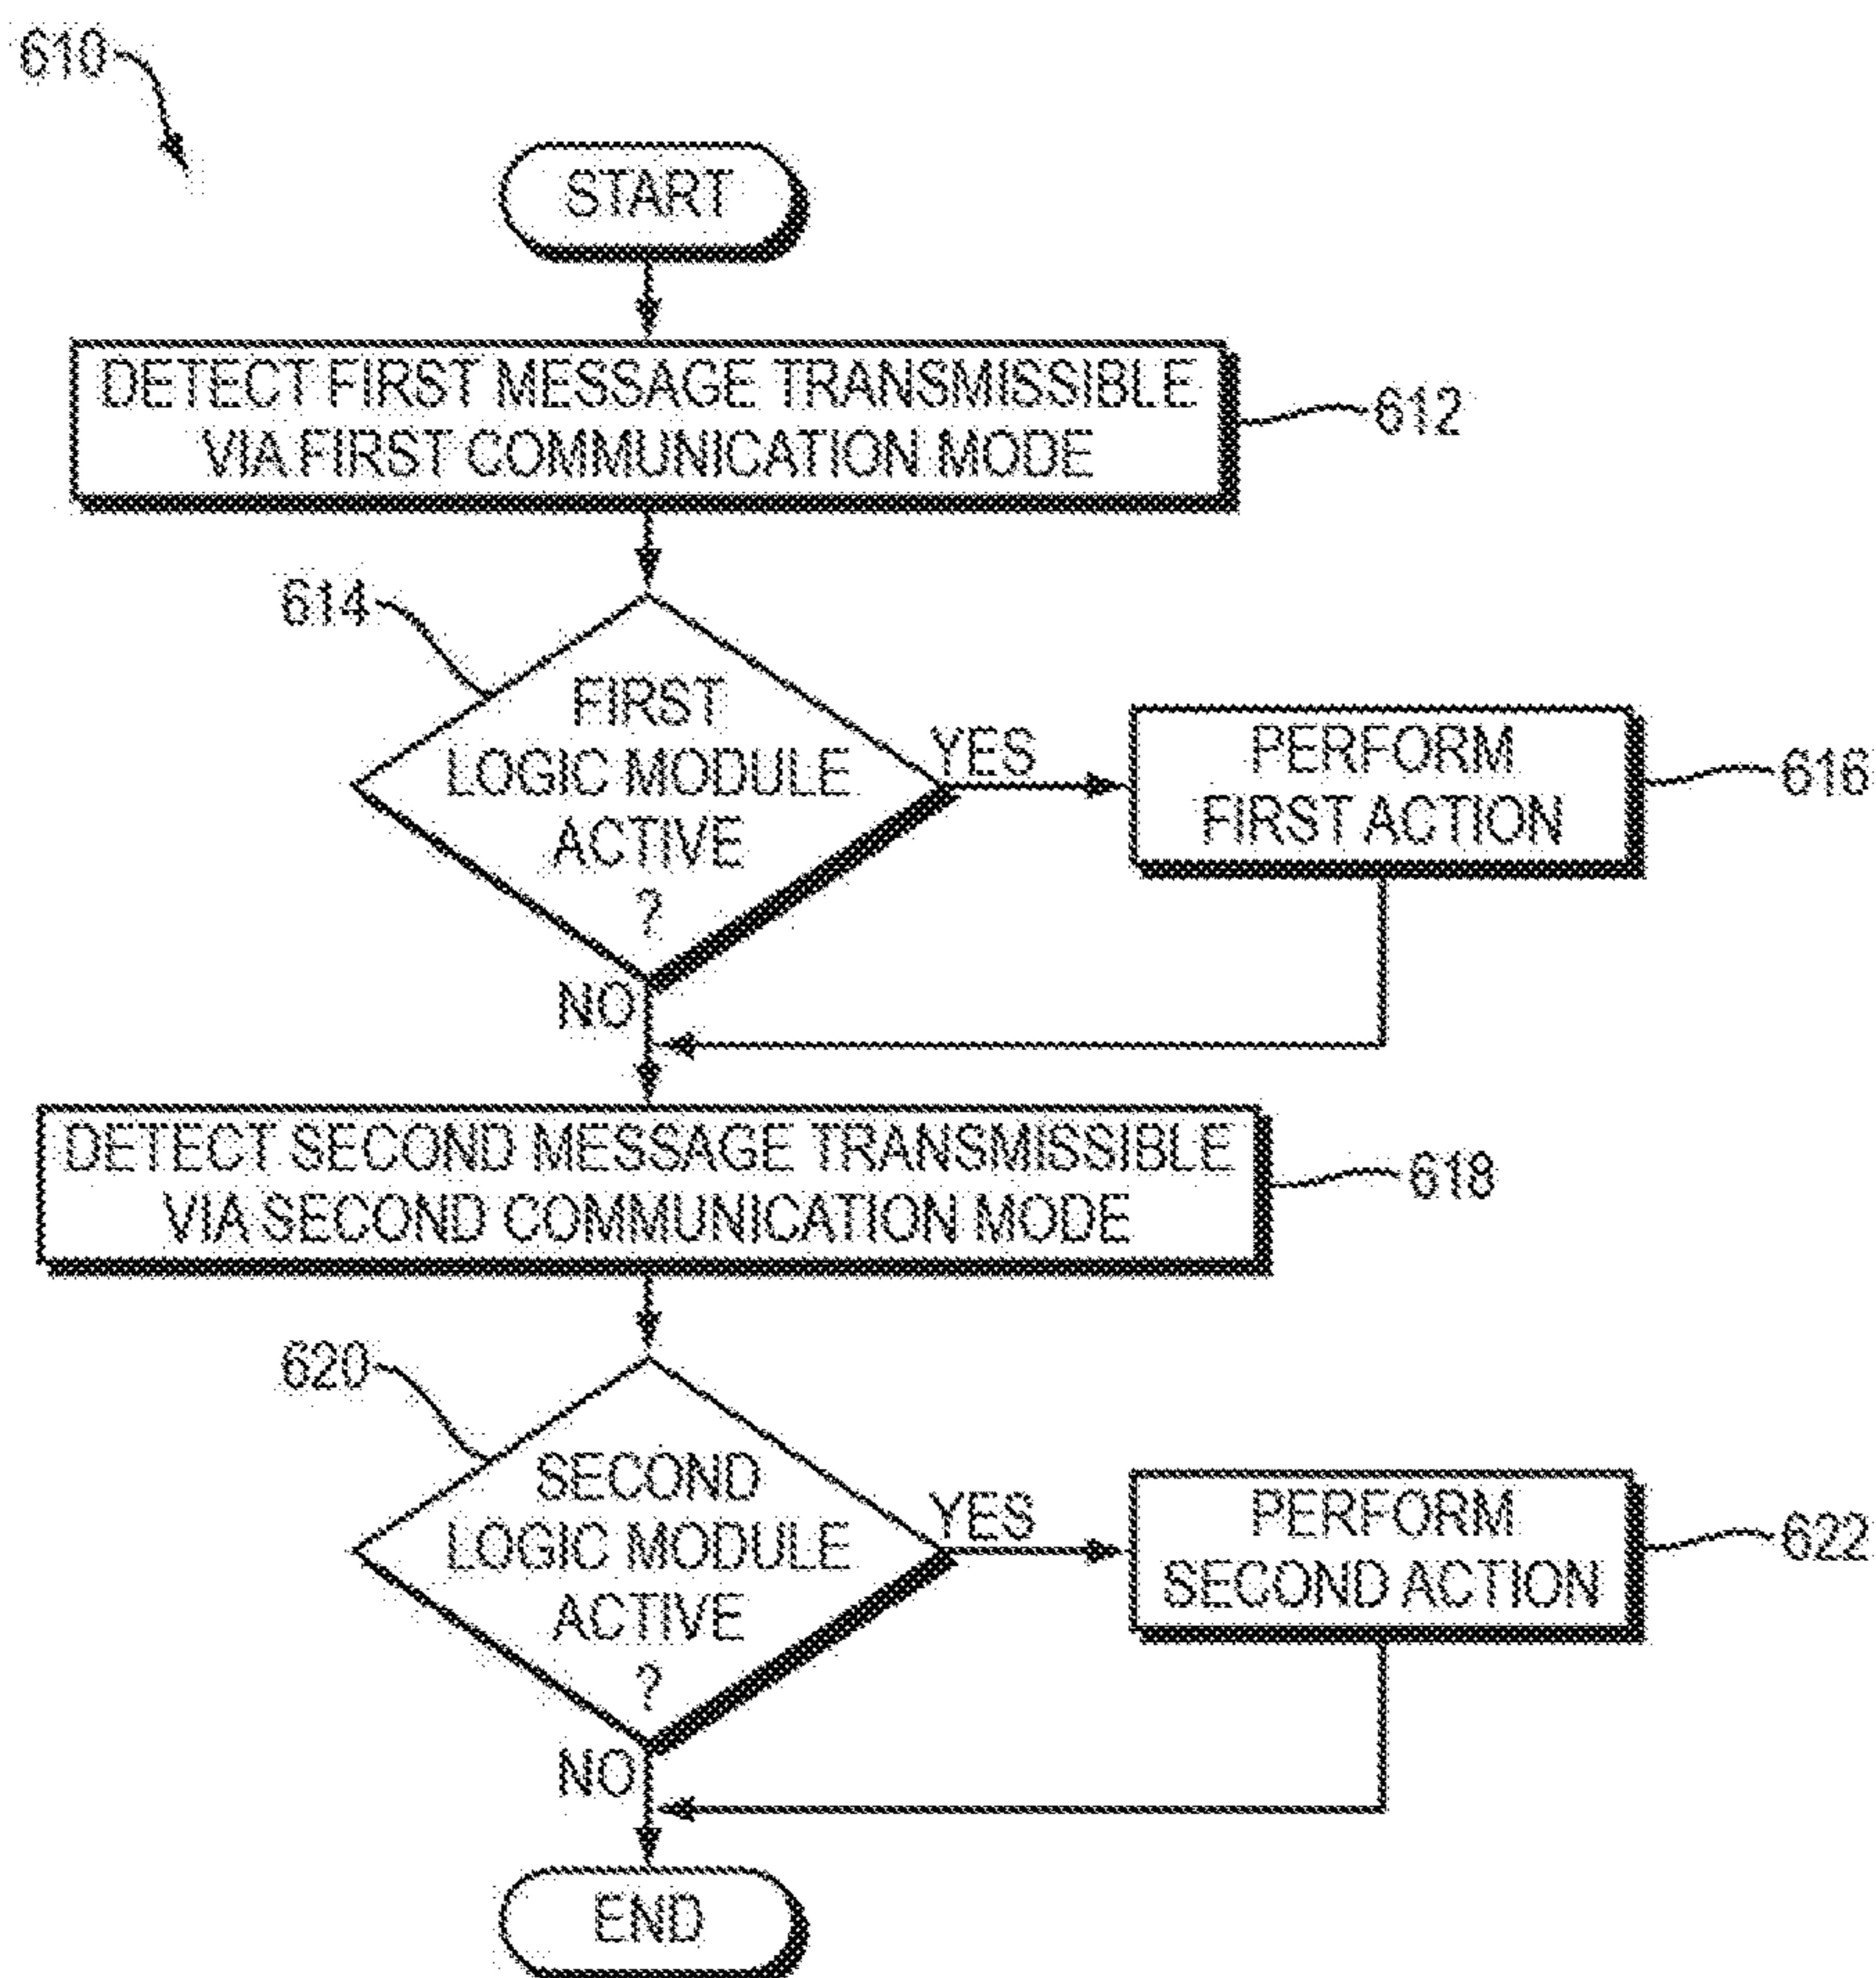 610
START
DETECT FIRST MESSAGE TRANSMISSIBLE
VIA FIRST COMMUNICATION MODE
612
614
FIRST
LOGIC MODULE
ACTIVE
?
YES
PERFORM
FIRST ACTION
616
NO
DETECT SECOND MESSAGE TRANSMISSIBLE
VIA SECOND COMMUNICATION MODE
618
620
SECOND
LOGIC MODULE
ACTIVE
?
YES
PERFORM
SECOND ACTION
622
NO
END